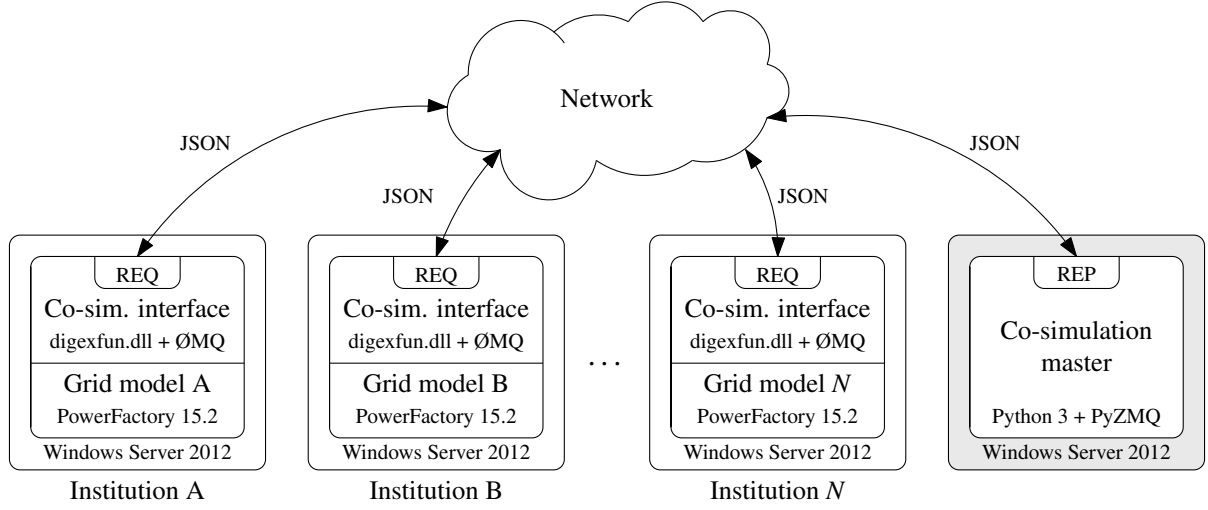 Network
JSON
JSON
JSON
JSON
REQ
Co-sim. interface
digexfun.dll + ØMQ
Grid model A
PowerFactory 15.2
Windows Server 2012
Institution A
REQ
Co-sim. interface
digexfun.dll + ØMQ
Grid model B
PowerFactory 15.2
Windows Server 2012
Institution B
...
REQ
Co-sim. interface
digexfun.dll + ØMQ
Grid model N
PowerFactory 15.2
Windows Server 2012
Institution N
REP
Co-simulation
master
Python 3 + PyZMQ
Windows Server 2012